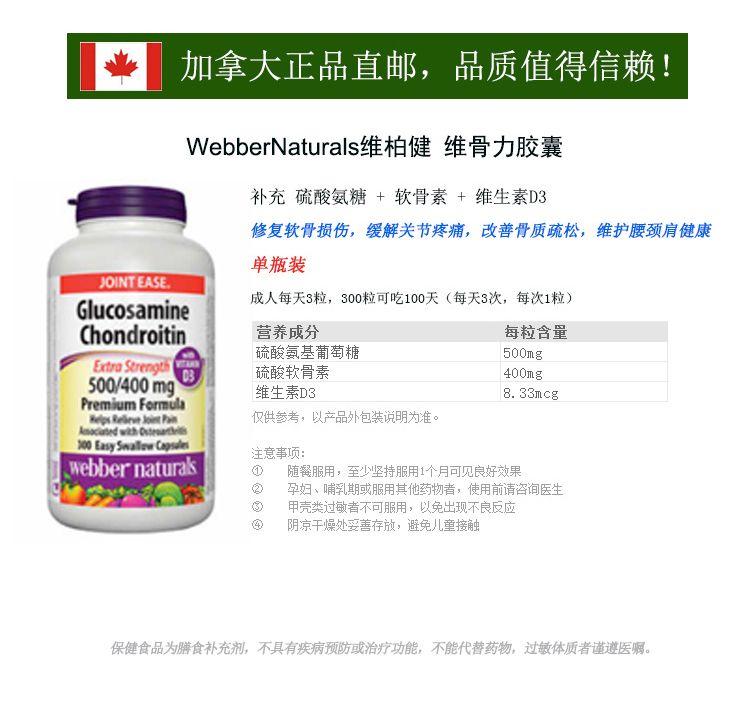 加拿大正品直邮，品质值得信赖！
WebberNaturals维柏健 维骨力胶囊
补充 硫酸氨糖 + 软骨素 + 维生素D3
修复软骨损伤，缓解关节疼痛，改善骨质疏松，维护腰颈肩健康
单瓶装
成人每天3粒，300粒可吃100天（每天3次，每次1粒）
营养成分 每粒含量
硫酸氨基葡萄糖 500mg
硫酸软骨素 400mg
维生素D3 8.33mcg
仅供参考，以产品外包装说明为准。
注意事项：
① 随餐服用，至少坚持服用1个月可见良好效果
② 孕妇、哺乳期或服用其他药物者，使用前请咨询医生
③ 甲壳类过敏者不可服用，以免出现不良反应
④ 阴凉干燥处妥善存放，避免儿童接触
JOINT EASE.
Glucosamine
Chondroitin
Extra Strength
with
VITAMIN
D3
500/400 mg
Premium Formula
Helps Relieve Joint Pain
Associated with Osteoarthritis
300 Easy Swallow Capsules
webber naturals.
保健食品为膳食补充剂，不具有疾病预防或治疗功能，不能代替药物，过敏体质者谨遵医嘱。